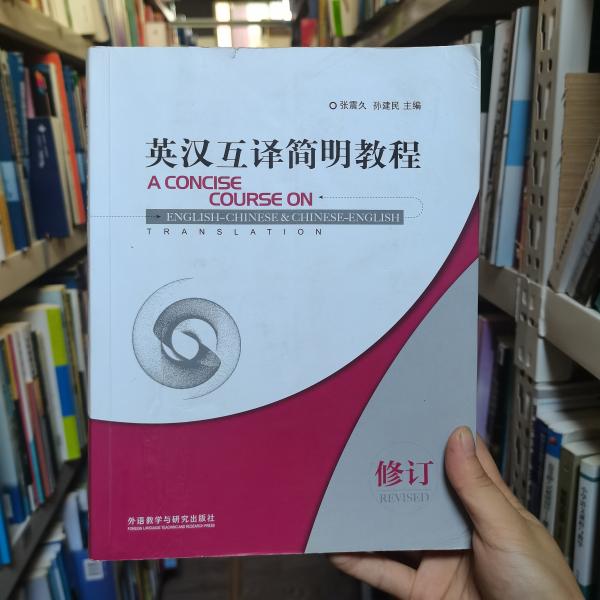 张震久 孙建民 主编
英汉互译简明教程
A CONCISE
COURSE ON
ENGLISH-CHINESE & CHINESE-ENGLISH
TRANSLATION
修订
REVISED
外语教学与研究出版社
FOREIGN LANGUAGE TEACHING AND RESEARCH PRESS